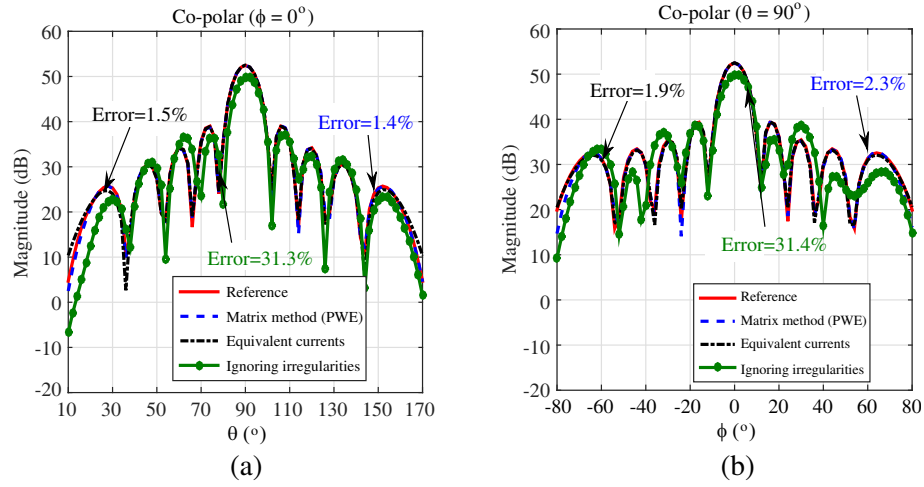 Co-polar (ϕ = 0°)
60
50
40
30
20
10
0
-10
20
Magnitude (dB)
Error=1.5%
Error=1.4%
Error=31.3%
Reference
Matrix method (PWE)
Equivalent currents
Ignoring irregularities
10 30 50 70 90 110 130 150 170
θ (°)
(a)
Co-polar (θ = 90°)
60
50
40
30
20
10
0
-10
-20
Magnitude (dB)
Error=1.9%
Error=2.3%
Error=31.4%
Reference
Matrix method (PWE)
Equivalent currents
Ignoring irregularities
-80 -60 -40 -20 0 20 40 60 80
ϕ (°)
(b)